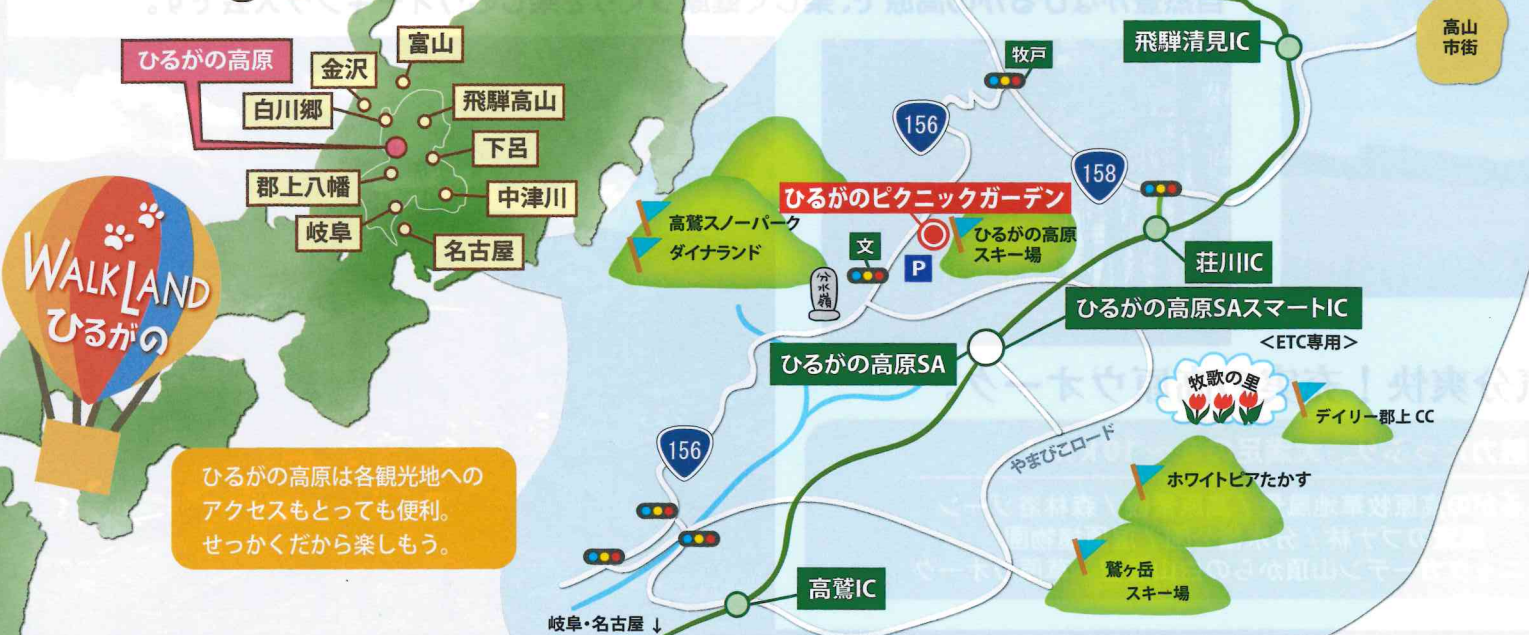 ひるがの高原
富山
金沢
白川郷
飛騨高山
下呂
郡上八幡
中津川
岐阜
名古屋
WALKLAND
ひるがの
ひるがの高原は各観光地への
アクセスもとっても便利。
せっかくだから楽しもう。
高山
市街
飛騨清見IC
牧戸
156
158
ひるがのピクニックガーデン
高鷲スノーパーク
ダイナランド
ひるがの高原
スキー場
文
P
分水嶺
荘川IC
ひるがの高原SAスマートIC
<ETC専用>
ひるがの高原SA
牧歌の里
デイリー郡上 CC
156
やまびこロード
ホワイトピアたかす
鷲ヶ岳
スキー場
高鷲IC
岐阜・名古屋 ↓